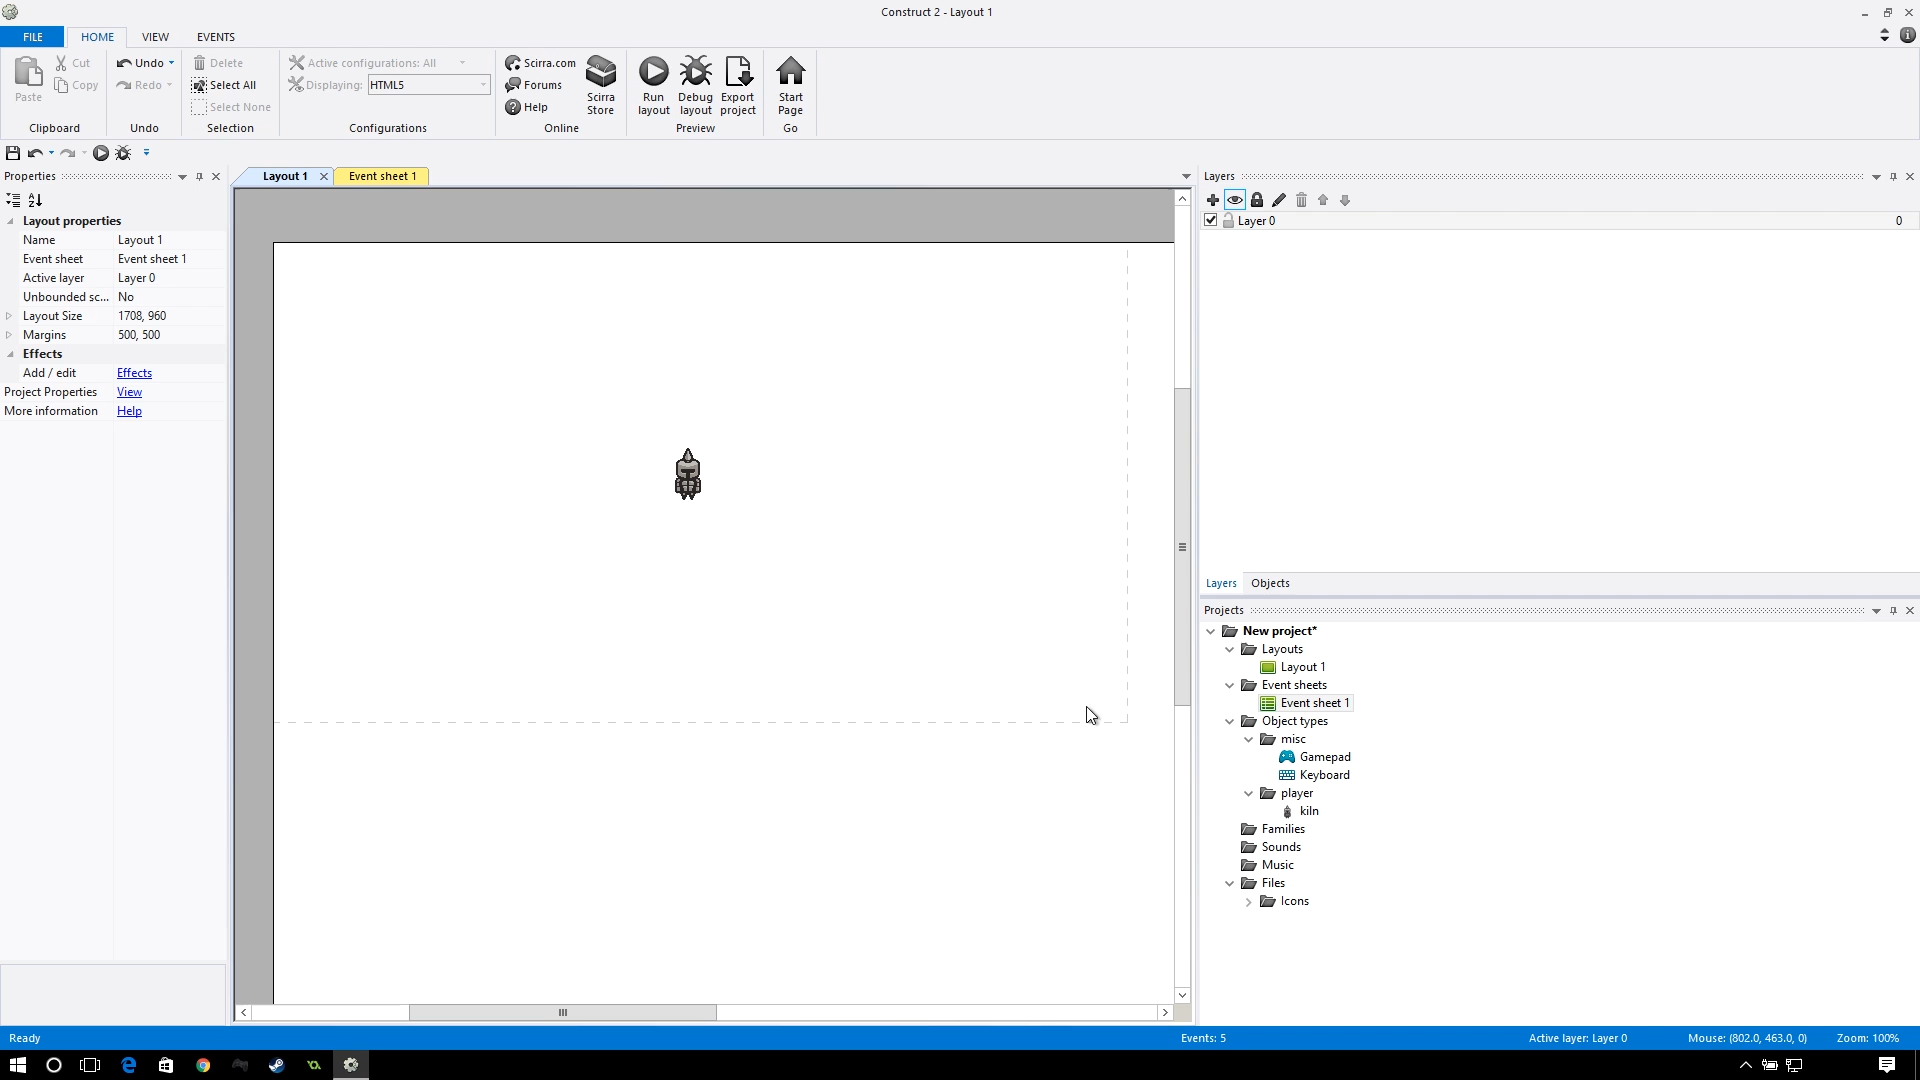 Construct 2 - Layout 1
FILE HOME VIEW EVENTS
Paste Cut Copy Clipboard
Undo Redo Undo
Delete Select All Select None Selection
Active configurations: All
Displaying: HTML5
Configurations
Scirra.com Forums Help Scirra Store Online
Run layout Debug layout Export project Preview
Start Page Go
Properties
Layout properties
Name Layout 1
Event sheet Event sheet 1
Active layer Layer 0
Unbounded sc... No
Layout Size 1708, 960
Margins 500, 500
Effects
Add / edit Effects
Project Properties View
More information Help
Layout 1 Event sheet 1
Layers
Layer 0 0
Layers Objects
Projects
New project*
Layouts
Layout 1
Event sheets
Event sheet 1
Object types
misc
Gamepad
Keyboard
player
kiln
Families
Sounds
Music
Files
Icons
Ready Events: 5 Active layer: Layer 0 Mouse: (802.0, 463.0, 0) Zoom: 100%